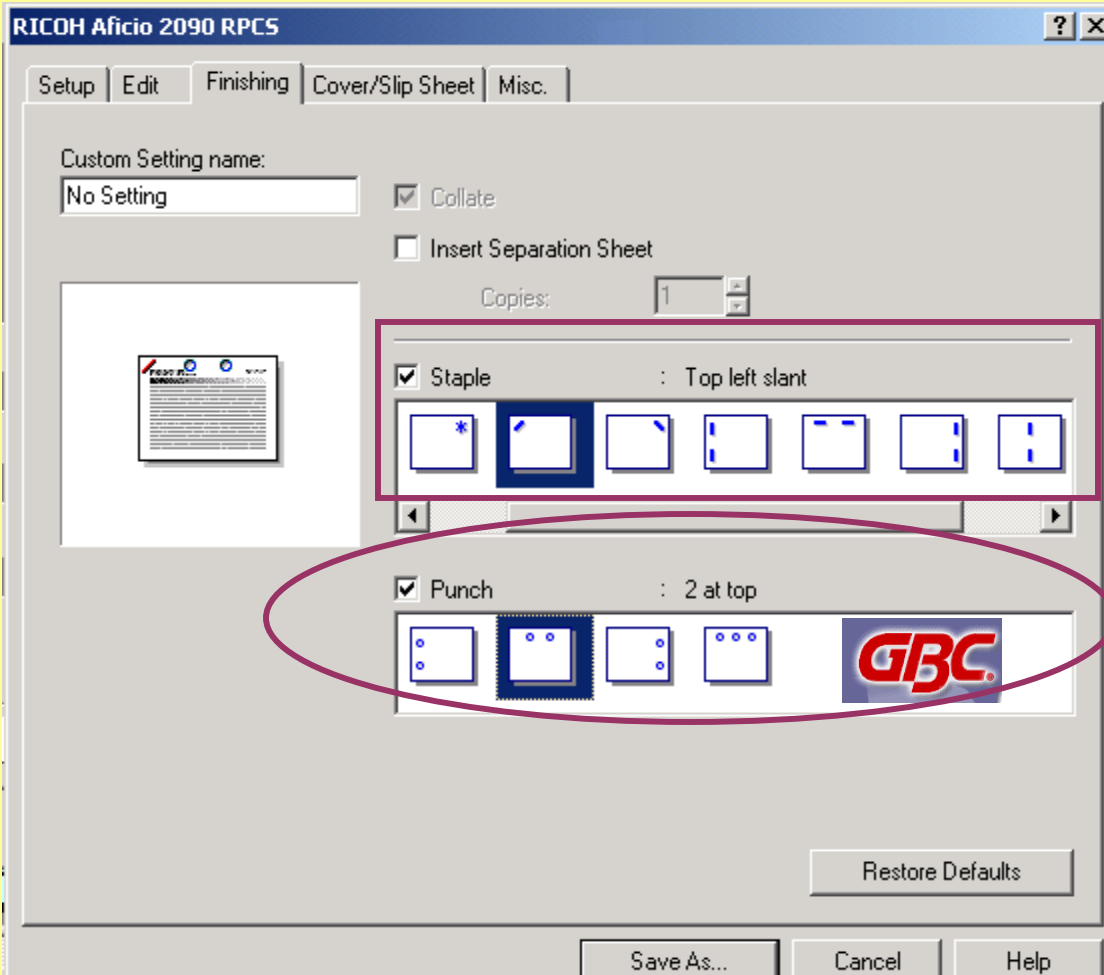 RICOH Aficio 2090 RPCS
Setup Edit Finishing Cover/Slip Sheet Misc.
Custom Setting name:
No Setting
Collate
Insert Separation Sheet
Copies: 1
Staple : Top left slant
Punch : 2 at top
GBC.
Restore Defaults
Save As... Cancel Help